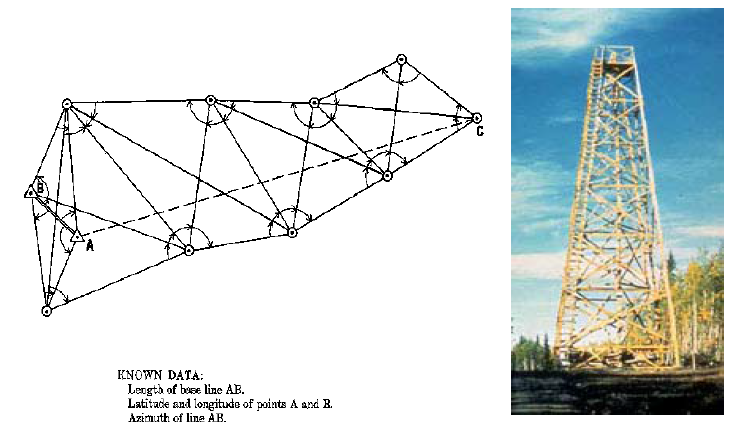 B
A
C
KNOWN DATA:
Length of base line AB.
Latitude and longitude of points A and B.
Azimuth of line AB.